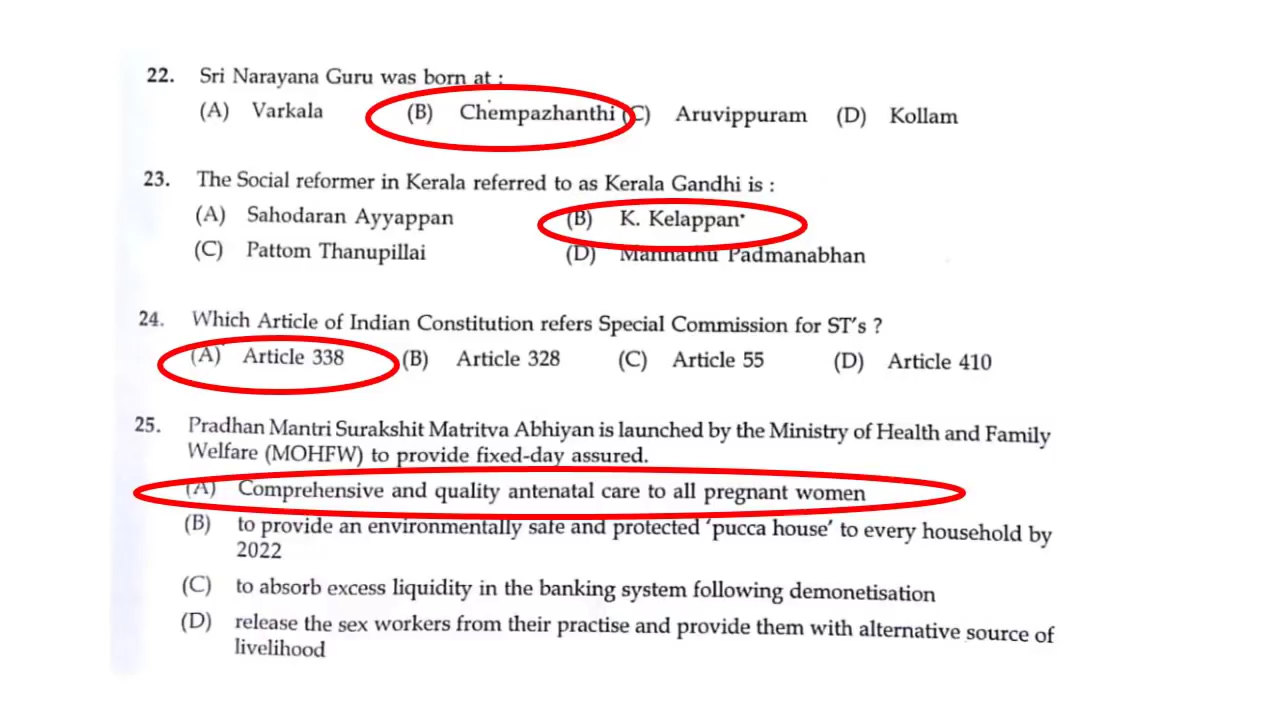 22. Sri Narayana Guru was born at :
(A) Varkala (B) Chempazhanthi (C) Aruvippuram (D) Kollam
23. The Social reformer in Kerala referred to as Kerala Gandhi is :
(A) Sahodaran Ayyappan (B) K. Kelappan
(C) Pattom Thanupillai (D) Mannathu Padmanabhan
24. Which Article of Indian Constitution refers Special Commission for ST's ?
(A) Article 338 (B) Article 328 (C) Article 55 (D) Article 410
25. Pradhan Mantri Surakshit Matritva Abhiyan is launched by the Ministry of Health and Family
Welfare (MOHFW) to provide fixed-day assured.
(A) Comprehensive and quality antenatal care to all pregnant women
(B) to provide an environmentally safe and protected 'pucca house' to every household by
2022
(C) to absorb excess liquidity in the banking system following demonetisation
(D) release the sex workers from their practise and provide them with alternative source of
livelihood